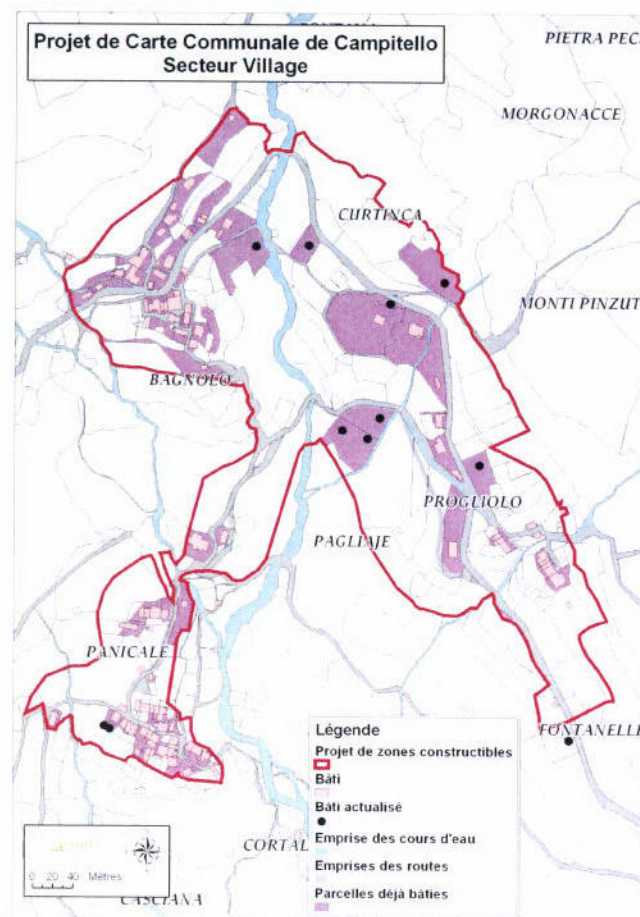 Projet de Carte Communale de Campitello
Secteur Village
PIETRA PEC
MORGONACCE
CURTINCA
MONTI PINZUT
BAGNOLO
PROGLIOLO
PAGLIAJE
PANICALE
FONTANELLE
Légende
Projet de zones constructibles
Bâti
Bâti actualisé
Emprise des cours d'eau
Emprises des routes
Parcelles déjà bâties
CORTAL
0 20 40 Mètres
CASCIANA